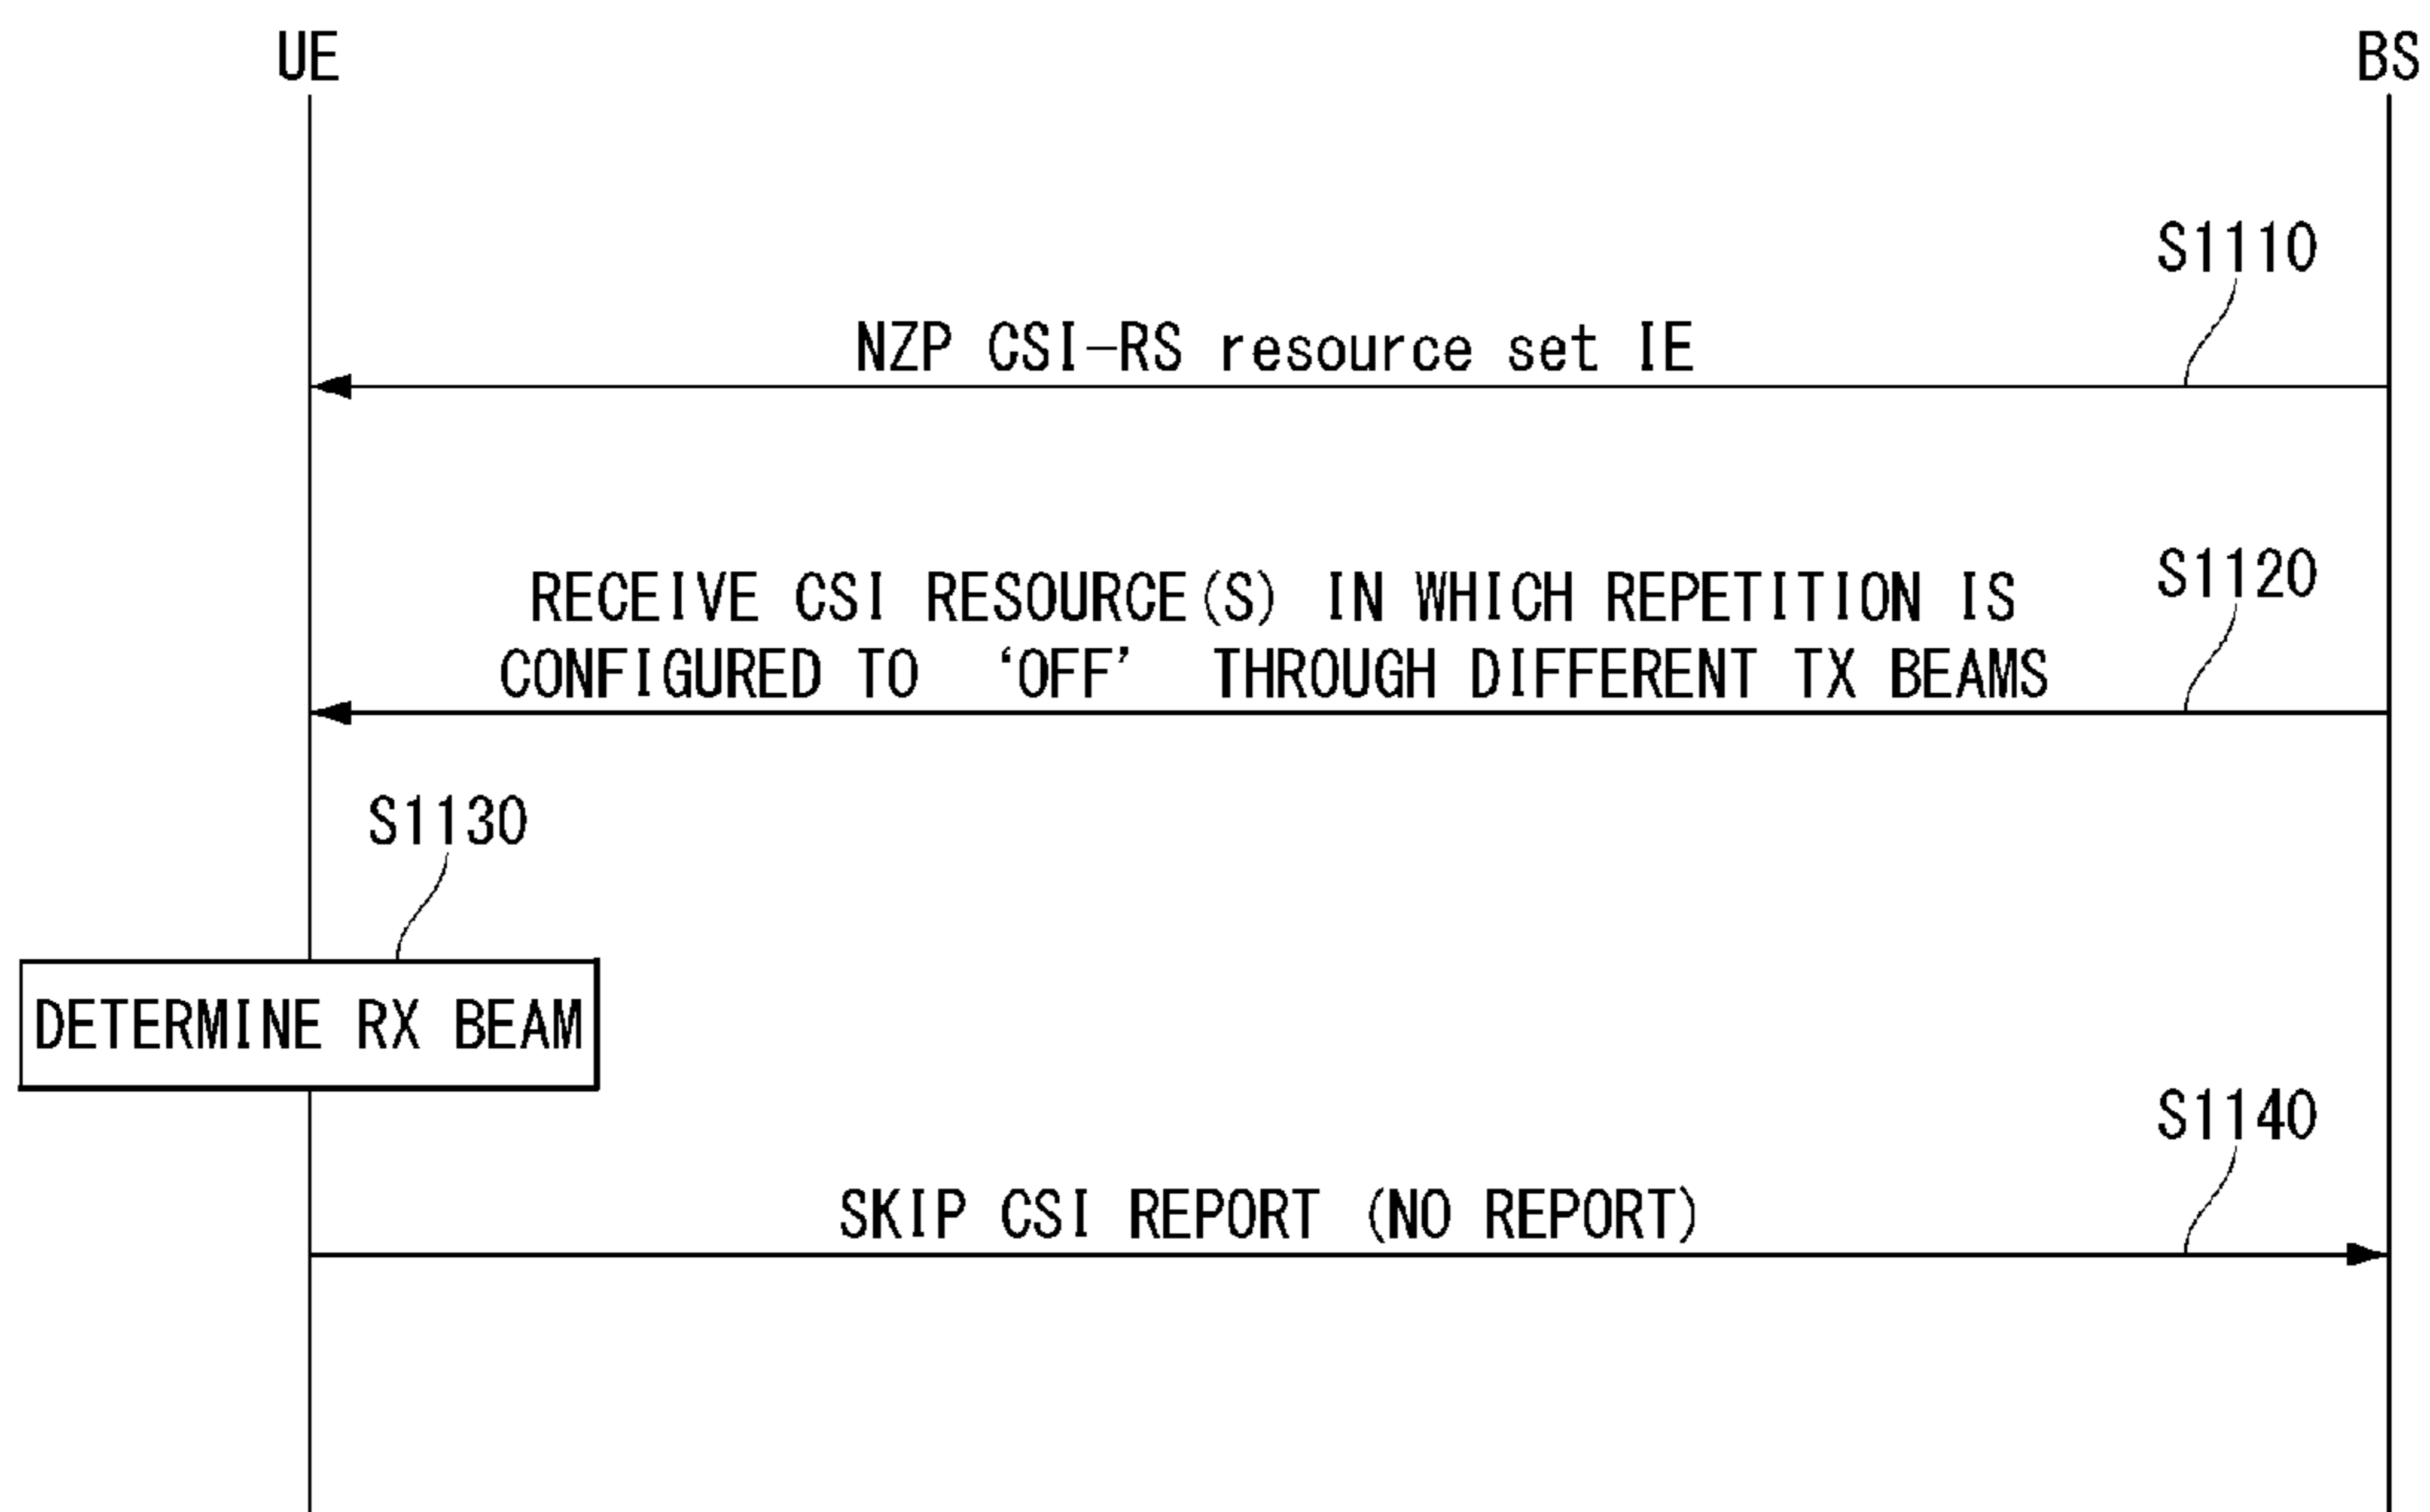 UE
BS
S1110
NZP CSI-RS resource set IE
S1120
RECEIVE CSI RESOURCE(S) IN WHICH REPETITION IS
CONFIGURED TO ‘OFF’ THROUGH DIFFERENT TX BEAMS
S1130
DETERMINE RX BEAM
S1140
SKIP CSI REPORT (NO REPORT)